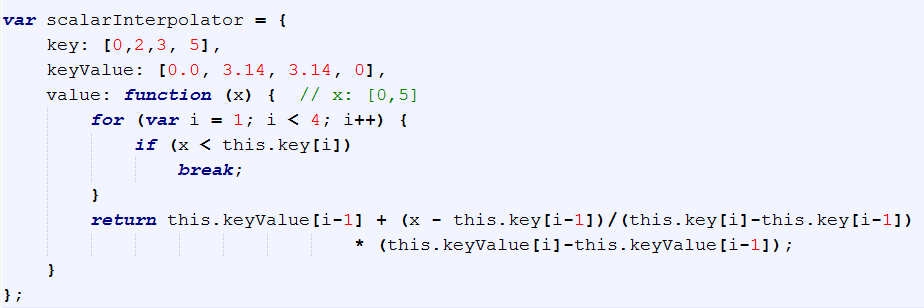 var scalarInterpolator = {
    key: [0,2,3, 5],
    keyValue: [0.0, 3.14, 3.14, 0],
    value: function (x) {  // x: [0,5]
        for (var i = 1; i < 4; i++) {
            if (x < this.key[i])
                break;
        }
        return this.keyValue[i-1] + (x - this.key[i-1])/(this.key[i]-this.key[i-1])
                                * (this.keyValue[i]-this.keyValue[i-1]);
    }
};